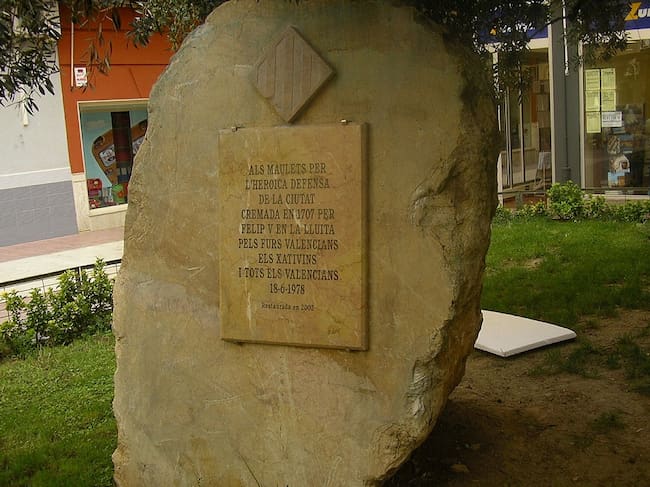 ALS MAULETS PER
L'HEROICA DEFENSA
DE LA CIUTAT
CREMADA EN 1707 PER
FELIP V EN LA LLUITA
PELS FURS VALENCIANS
ELS XATIVINS
I TOTS ELS VALENCIANS
18-6-1978
Restaurada en 2005